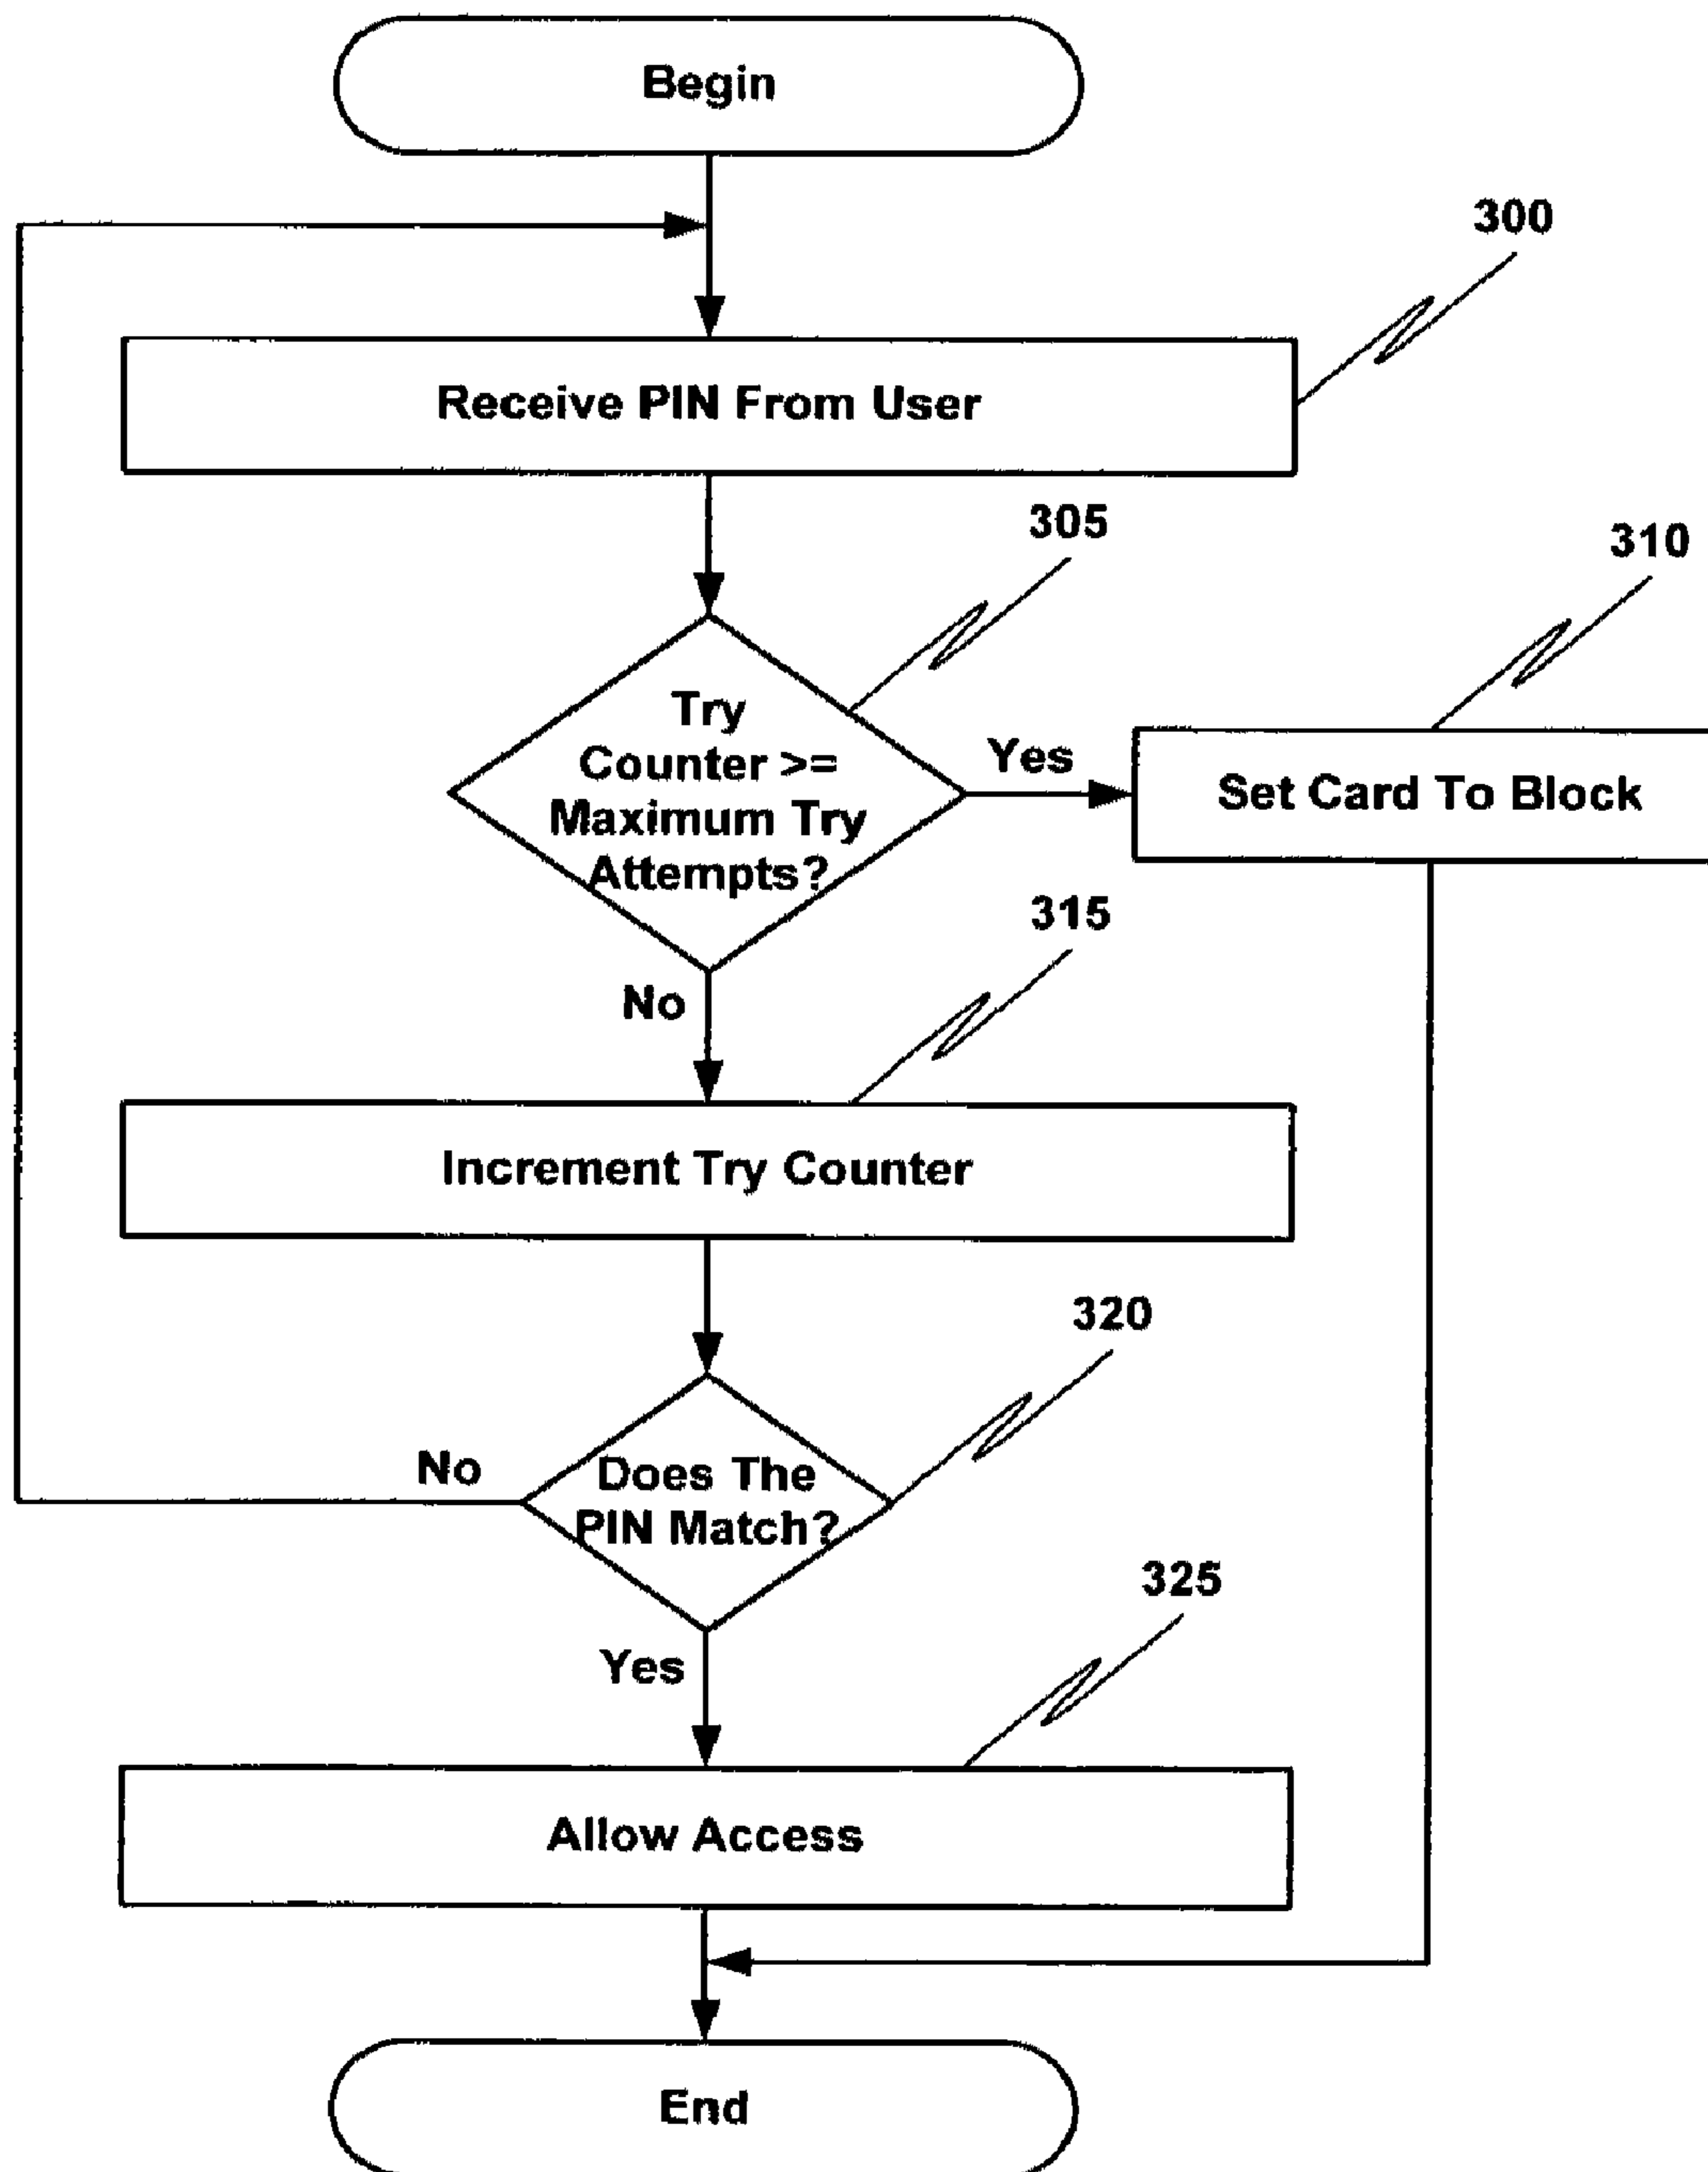 Begin
300
Receive PIN From User
305
310
Try
Counter >=
Maximum Try
Attempts?
Yes
Set Card To Block
315
No
Increment Try Counter
320
No
Does The
PIN Match?
325
Yes
Allow Access
End